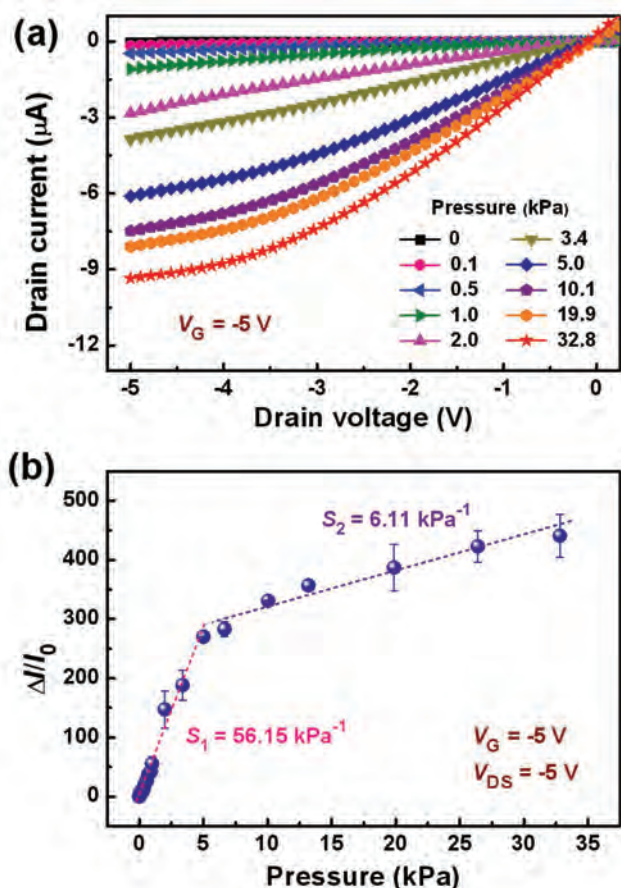 (a)
0
-3
-6
-9
-12
Drain current (μA)
Pressure (kPa)
0
0.1
0.5
1.0
2.0
3.4
5.0
10.1
19.9
32.8
V_G = -5 V
-5
-4
-3
-2
-1
0
Drain voltage (V)
(b)
500
400
300
200
100
0
ΔI/I₀
S₂ = 6.11 kPa⁻¹
S₁ = 56.15 kPa⁻¹
V_G = -5 V
V_DS = -5 V
0
5
10
15
20
25
30
35
Pressure (kPa)